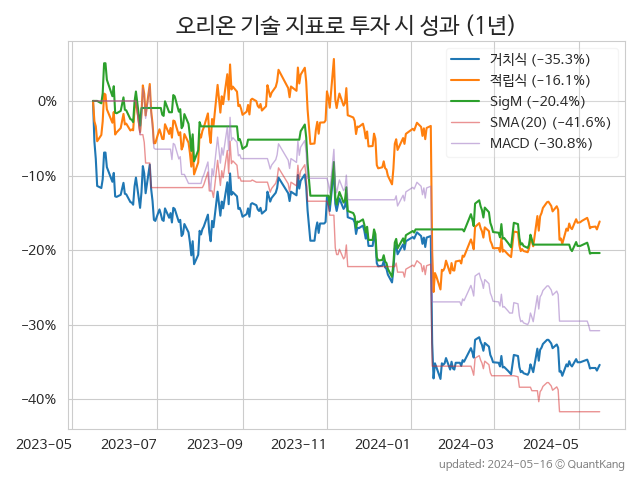 오리온 기술 지표로 투자 시 성과 (1년)
거치식 (−35.3%)
적립식 (−16.1%)
SigM (−20.4%)
SMA(20) (−41.6%)
MACD (−30.8%)
0%
−10%
−20%
−30%
−40%
2023-05 2023-07 2023-09 2023-11 2024-01 2024-03 2024-05
updated: 2024-05-16 © QuantKang